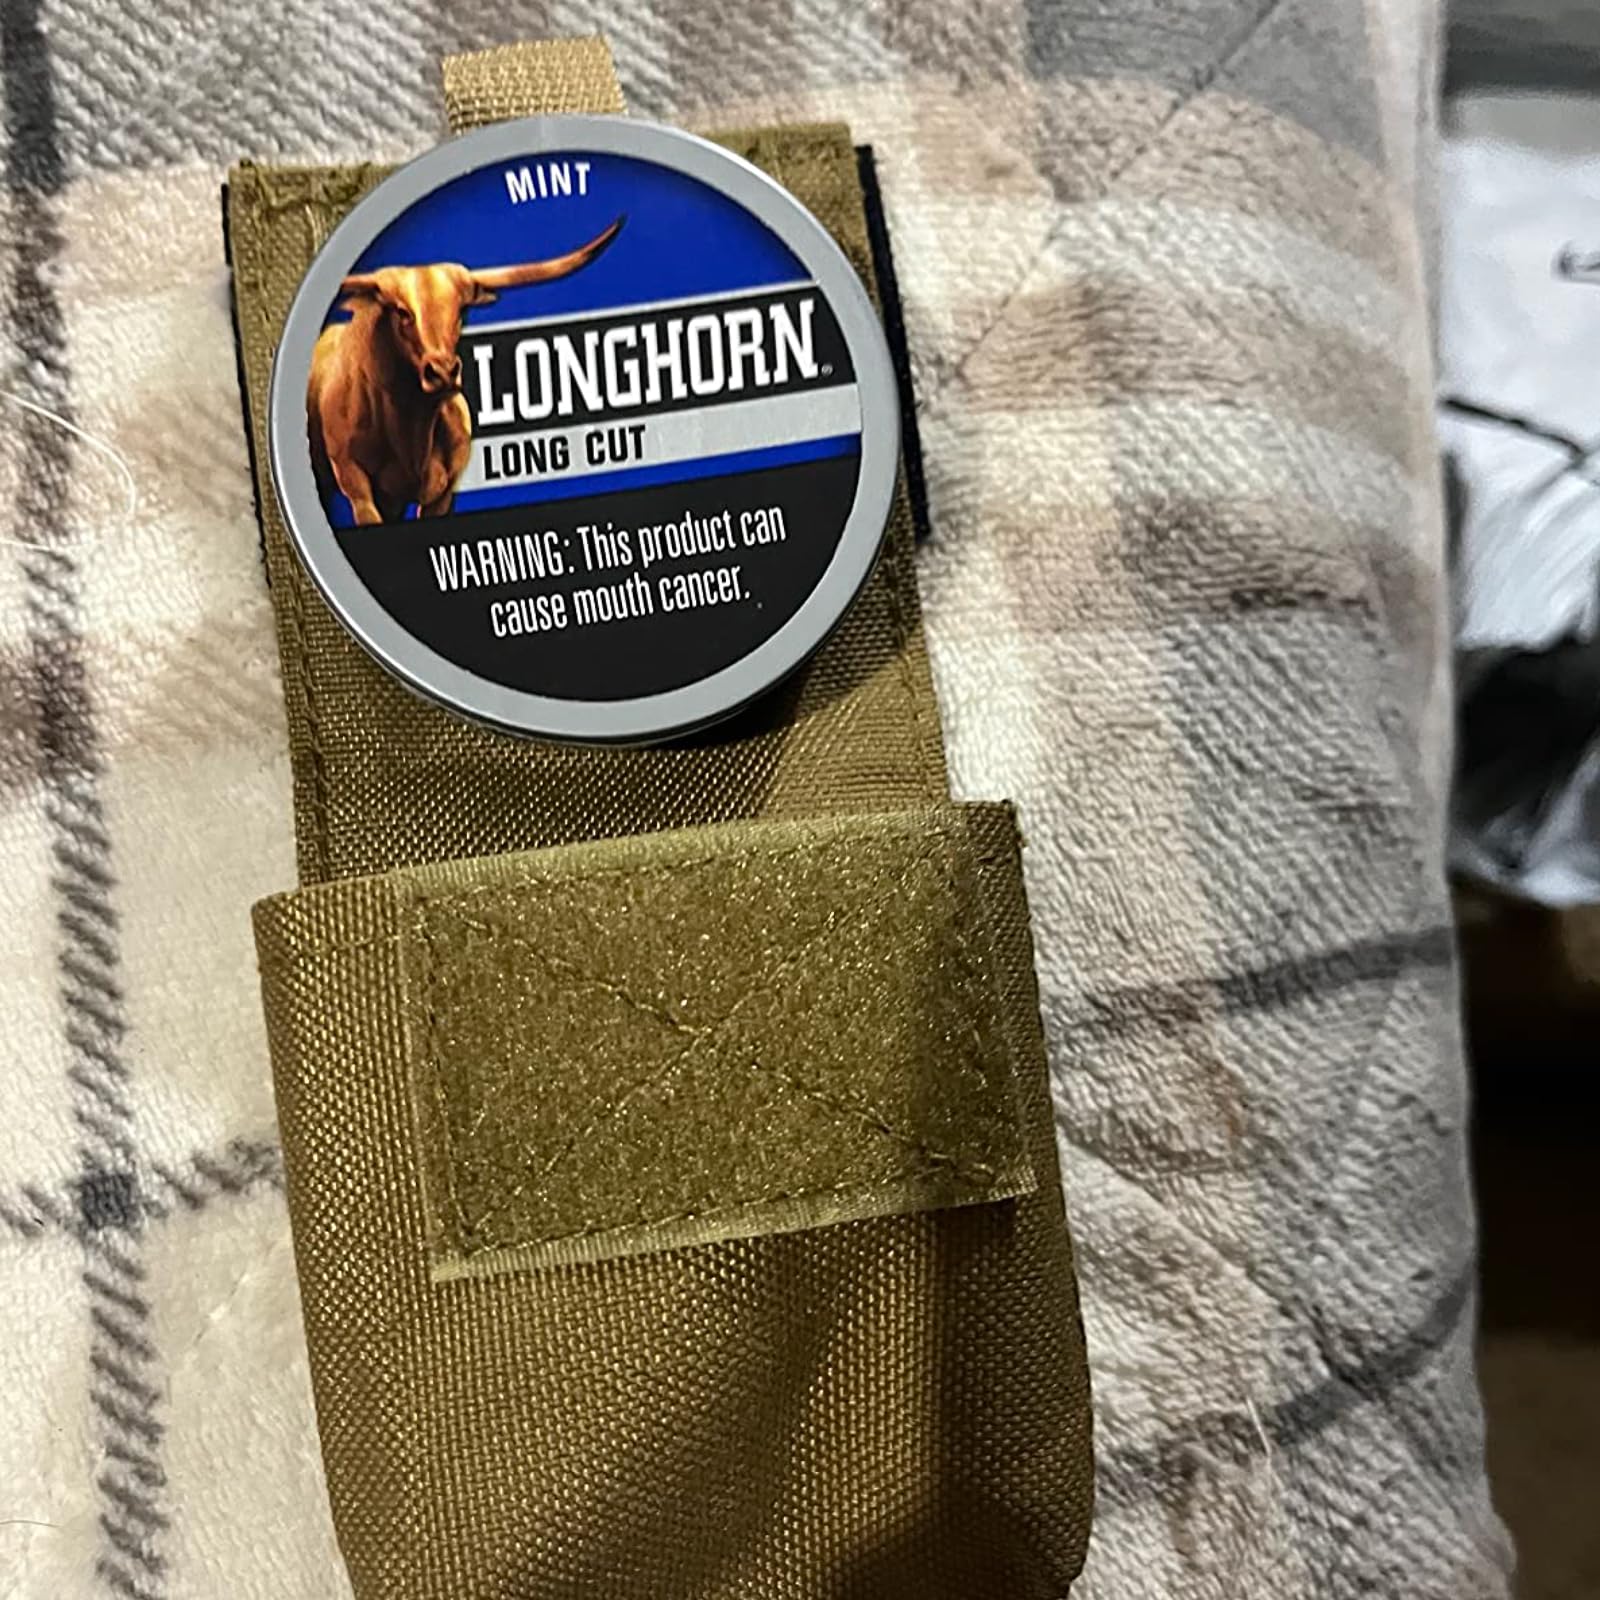 MINT
LONGHORN®
LONG CUT
WARNING: This product can
cause mouth cancer.